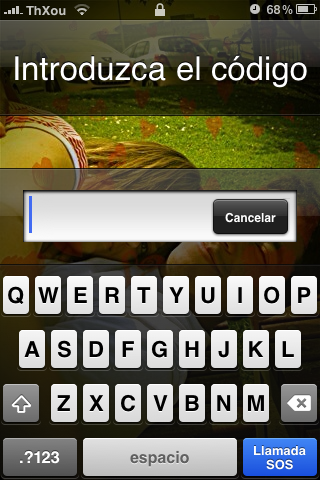 ThXou 68%
Introduzca el código
Cancelar
Q W E R T Y U I O P
A S D F G H J K L
Z X C V B N M
.?123 espacio Llamada
SOS